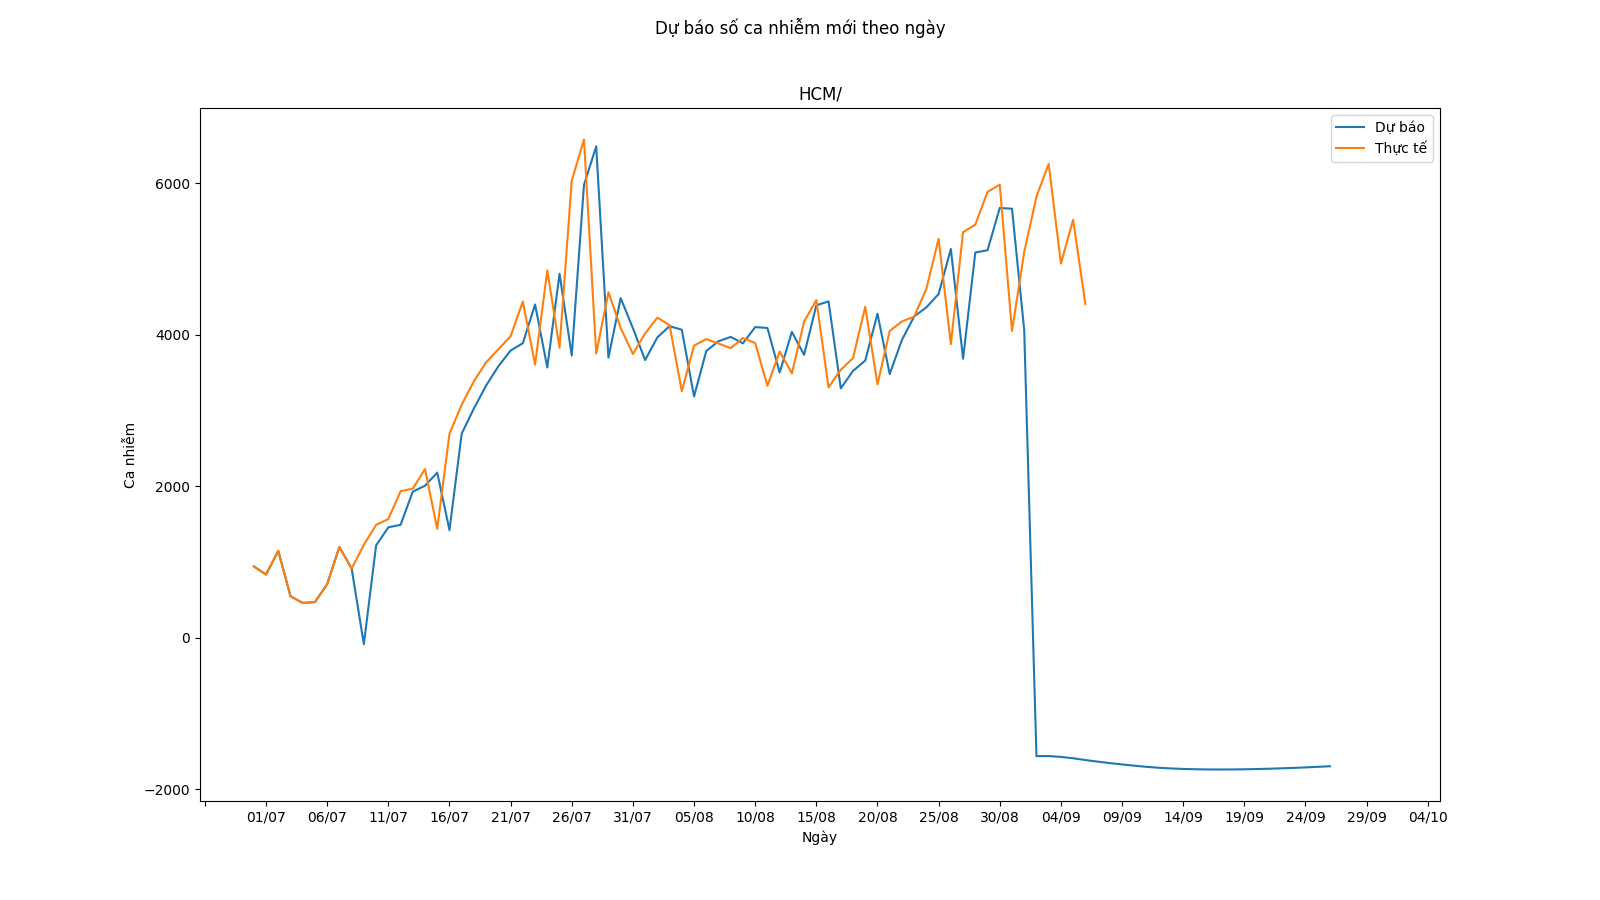 Dự báo số ca nhiễm mới theo ngày
HCM/
Dự báo
Thực tế
6000
4000
2000
0
−2000
Ca nhiễm
01/07 06/07 11/07 16/07 21/07 26/07 31/07 05/08 10/08 15/08 20/08 25/08 30/08 04/09 09/09 14/09 19/09 24/09 29/09 04/10
Ngày